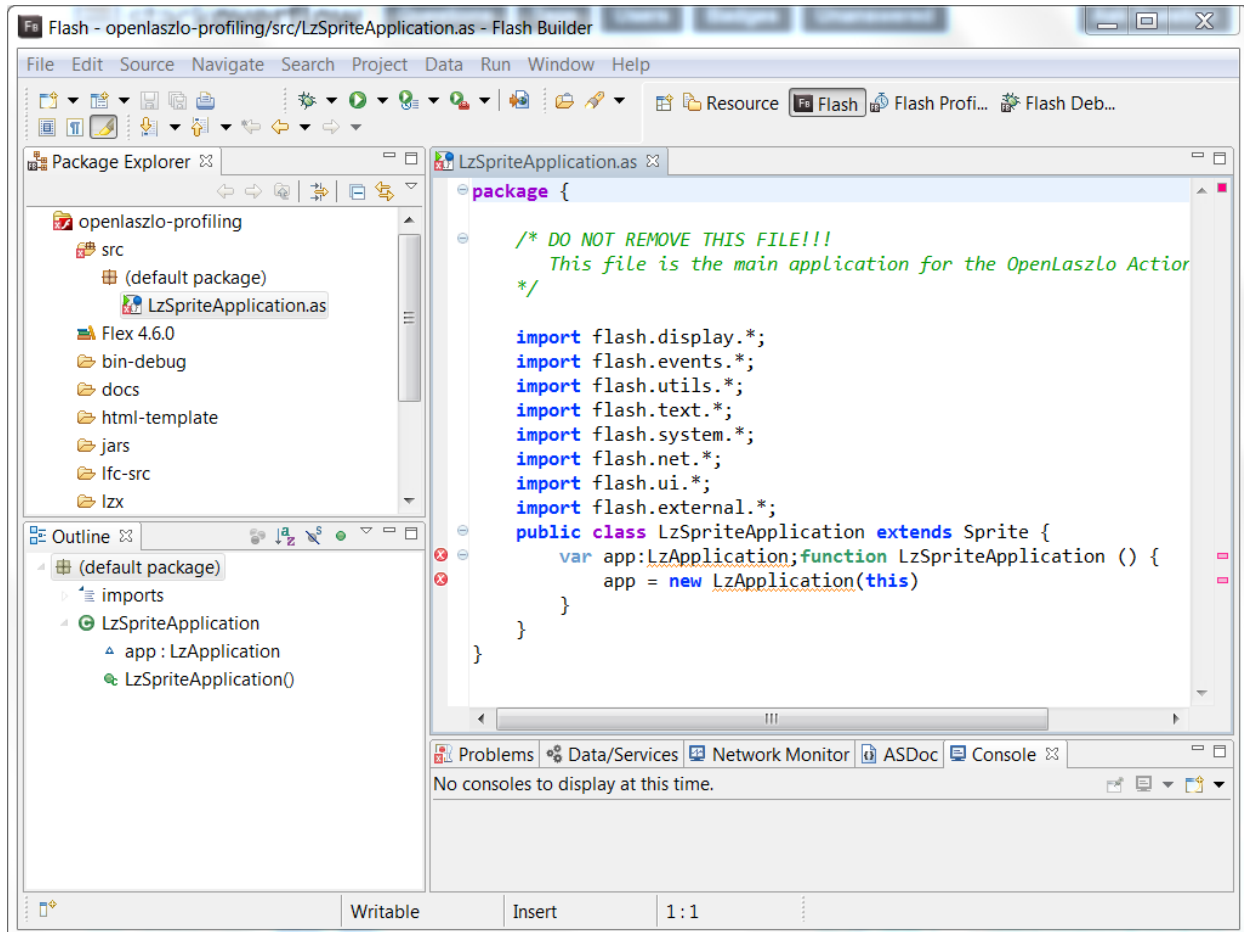 Fb Flash - openlaszlo-profiling/src/LzSpriteApplication.as - Flash Builder
File Edit Source Navigate Search Project Data Run Window Help
Resource Fb Flash Flash Profi... Flash Deb...
Package Explorer
openlaszlo-profiling
src
(default package)
LzSpriteApplication.as
Flex 4.6.0
bin-debug
docs
html-template
jars
lfc-src
lzx
Outline
(default package)
imports
LzSpriteApplication
app : LzApplication
LzSpriteApplication()
LzSpriteApplication.as
package {
/* DO NOT REMOVE THIS FILE!!!
This file is the main application for the OpenLaszlo Action
*/
import flash.display.*;
import flash.events.*;
import flash.utils.*;
import flash.text.*;
import flash.system.*;
import flash.net.*;
import flash.ui.*;
import flash.external.*;
public class LzSpriteApplication extends Sprite {
var app:LzApplication;function LzSpriteApplication () {
app = new LzApplication(this)
}
}
}
Problems Data/Services Network Monitor ASDoc Console
No consoles to display at this time.
Writable Insert 1 : 1